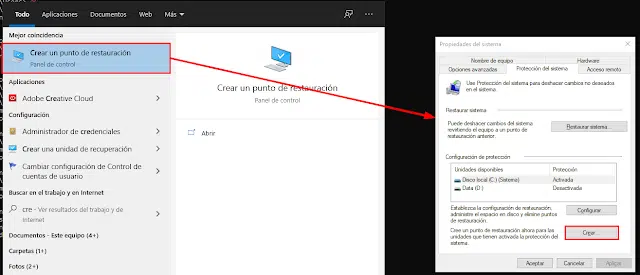 Todo Aplicaciones Documentos Web Más
Mejor coincidencia
Crear un punto de restauración
Panel de control
Aplicaciones
Adobe Creative Cloud
Configuración
Administrador de credenciales
Crear una unidad de recuperación
Cambiar configuración de Control de
cuentas de usuario
Buscar en el trabajo y en Internet
cre - Ver resultados del trabajo y de
Internet
Documentos - Este equipo (4+)
Carpetas (1+)
Fotos (2+)
Crear un punto de restauración
Panel de control
Abrir
Propiedades del sistema
Nombre de equipo Hardware
Opciones avanzadas Protección del sistema Acceso remoto
Use Protección del sistema para deshacer cambios no deseados
en el sistema.
Restaurar sistema
Puede deshacer cambios del sistema
revirtiendo el equipo a un punto de
restauración anterior.
Restaurar sistema...
Configuración de protección
Unidades disponibles Protección
Disco local (C:) (Sistema) Activada
Data (D:) Desactivada
Establezca la configuración de restauración,
administre el espacio en disco y elimine puntos de
restauración.
Configurar...
Cree un punto de restauración ahora para las
unidades que tienen activada la protección del
sistema.
Crear...
Aceptar Cancelar Aplicar